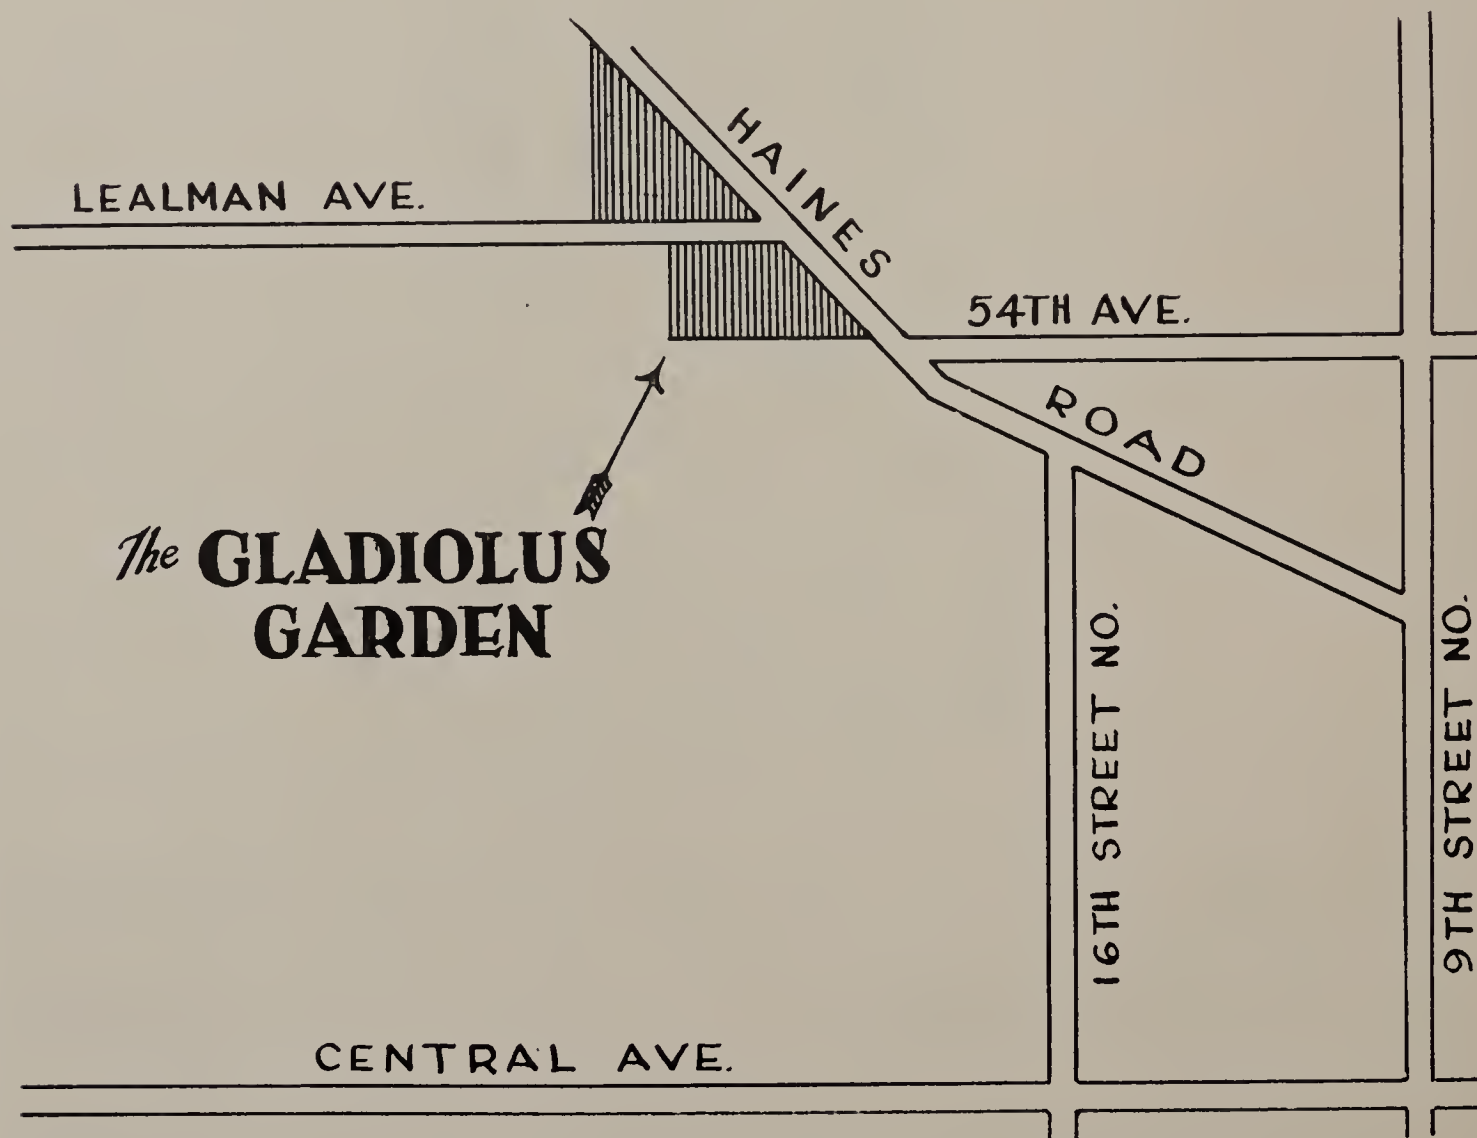 HAINES
LEALMAN AVE.
54TH AVE.
ROAD
The GLADIOLUS
GARDEN
16TH STREET NO.
9TH STREET NO.
CENTRAL AVE.